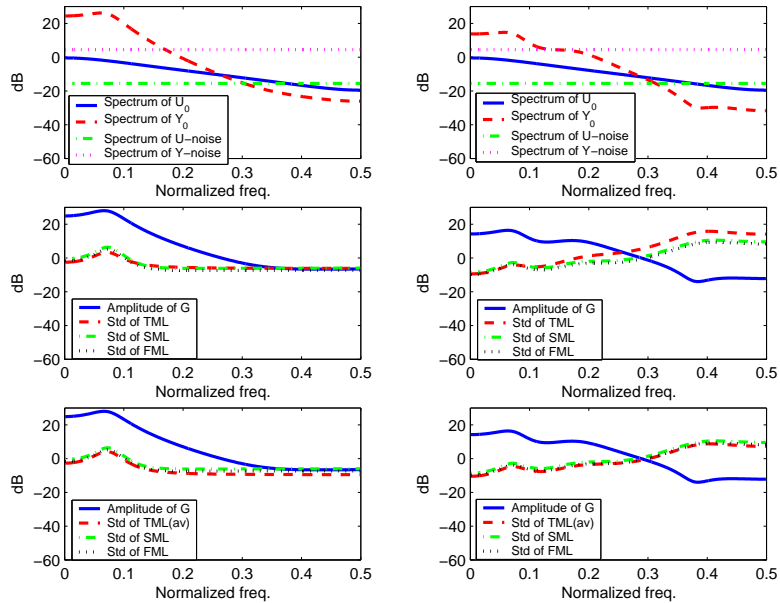 20
0
−20
−40
−60
dB
0
0.1
0.2
0.3
0.4
0.5
Normalized freq.
Spectrum of U0
Spectrum of Y0
Spectrum of U−noise
Spectrum of Y−noise
20
0
−20
−40
−60
dB
0
0.1
0.2
0.3
0.4
0.5
Normalized freq.
Spectrum of U0
Spectrum of Y0
Spectrum of U−noise
Spectrum of Y−noise
20
0
−20
−40
−60
dB
0
0.1
0.2
0.3
0.4
0.5
Normalized freq.
Amplitude of G
Std of TML
Std of SML
Std of FML
20
0
−20
−40
−60
dB
0
0.1
0.2
0.3
0.4
0.5
Normalized freq.
Amplitude of G
Std of TML
Std of SML
Std of FML
20
0
−20
−40
−60
dB
0
0.1
0.2
0.3
0.4
0.5
Normalized freq.
Amplitude of G
Std of TML(av)
Std of SML
Std of FML
20
0
−20
−40
−60
dB
0
0.1
0.2
0.3
0.4
0.5
Normalized freq.
Amplitude of G
Std of TML(av)
Std of SML
Std of FML